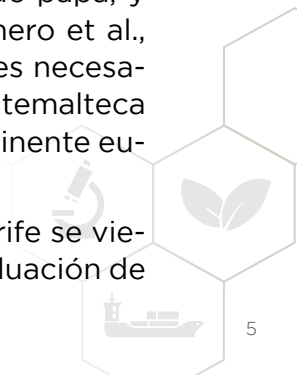 de papa, y
nero et al.,
es necesa-
temalteca
inente eu-
rife se vie-
luación de
5